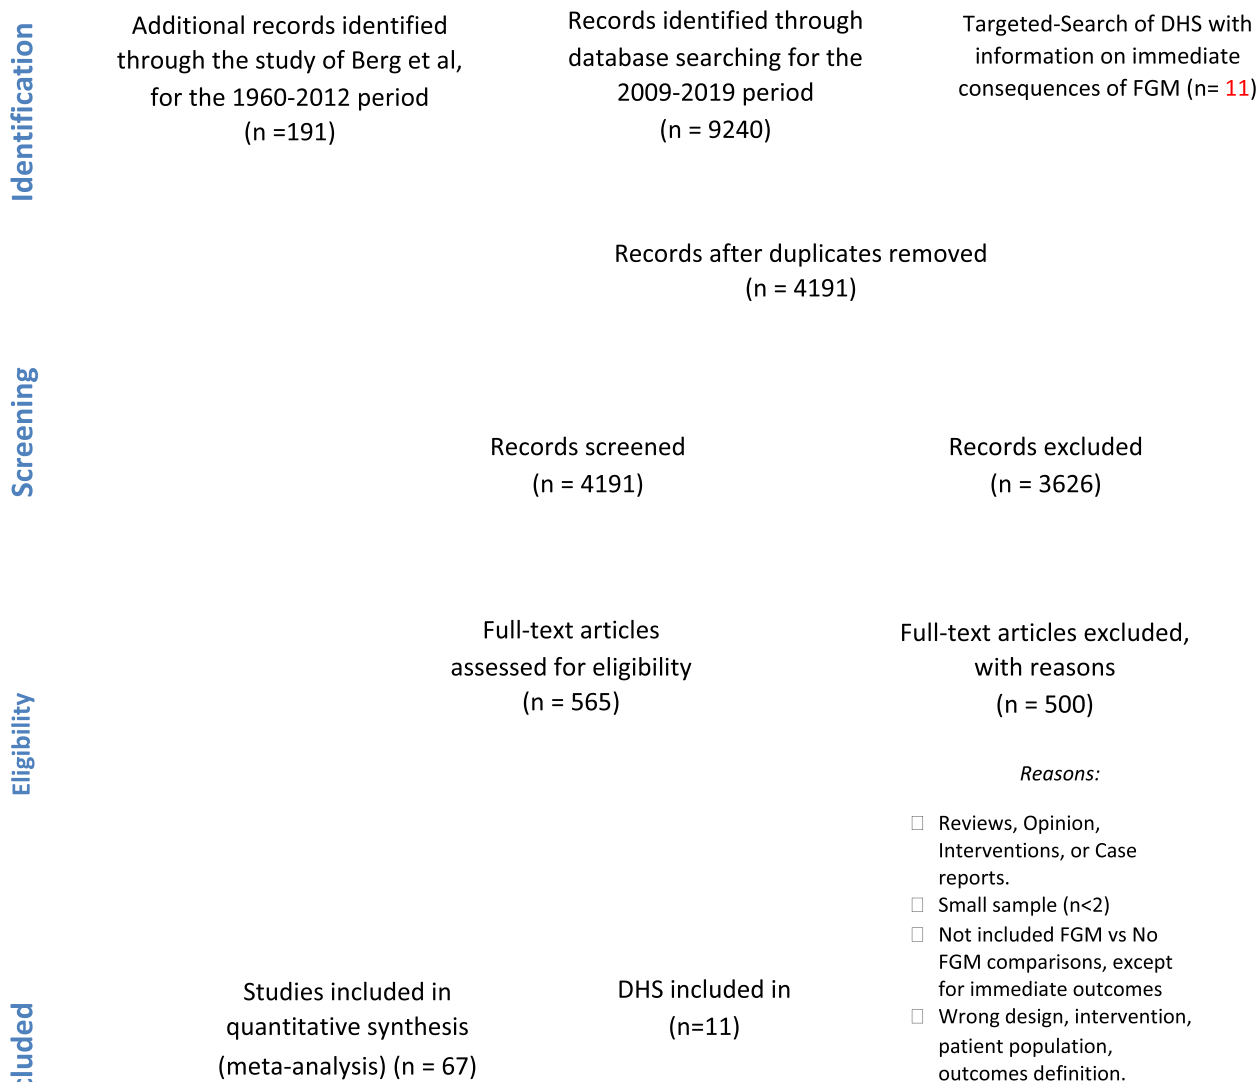 Identification
Additional records identified
through the study of Berg et al,
for the 1960-2012 period
(n =191)
Records identified through
database searching for the
2009-2019 period
(n = 9240)
Targeted-Search of DHS with
information on immediate
consequences of FGM (n= 11)
Records after duplicates removed
(n = 4191)
Screening
Records screened
(n = 4191)
Records excluded
(n = 3626)
Eligibility
Full-text articles
assessed for eligibility
(n = 565)
Full-text articles excluded,
with reasons
(n = 500)
Reasons:
Reviews, Opinion,
Interventions, or Case
reports.
Small sample (n<2)
Not included FGM vs No
FGM comparisons, except
for immediate outcomes
Wrong design, intervention,
patient population,
outcomes definition.
cluded
Studies included in
quantitative synthesis
(meta-analysis) (n = 67)
DHS included in
(n=11)